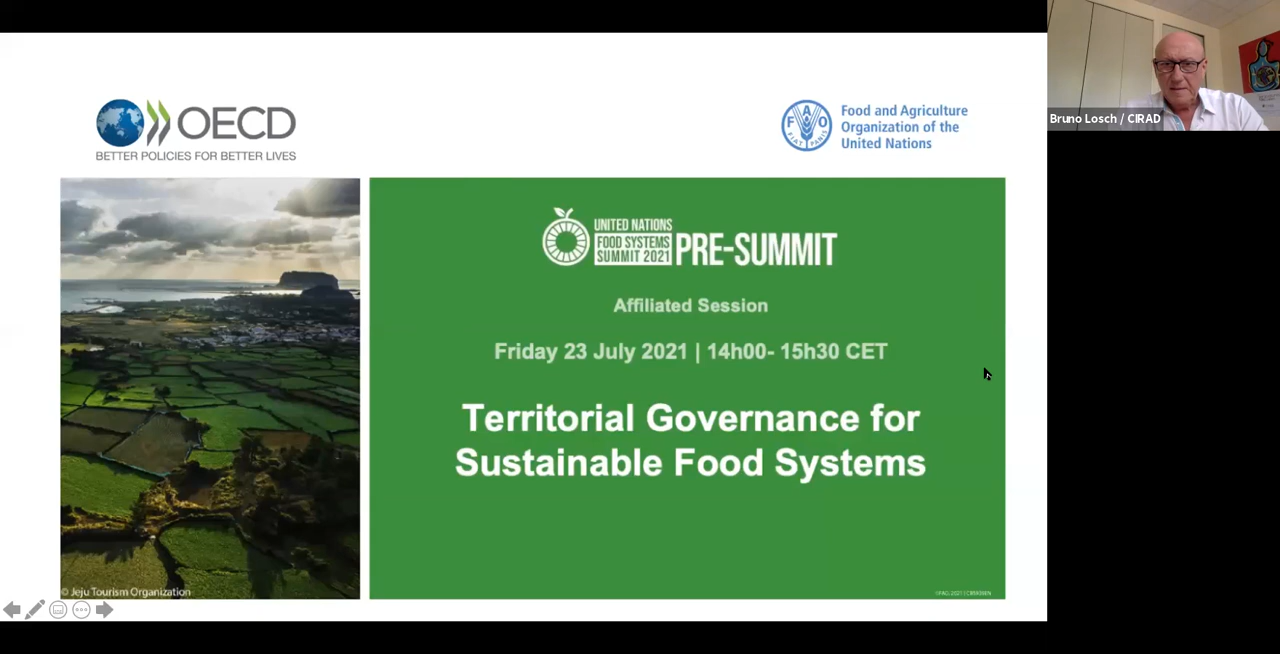 OECD
BETTER POLICIES FOR BETTER LIVES
F A O
FIAT PANIS
Food and Agriculture
Organization of the
United Nations
Bruno Losch / CIRAD
UNITED NATIONS
FOOD SYSTEMS
SUMMIT 2021
PRE-SUMMIT
Affiliated Session
Friday 23 July 2021 | 14h00- 15h30 CET
Territorial Governance for
Sustainable Food Systems
© Jeju Tourism Organization